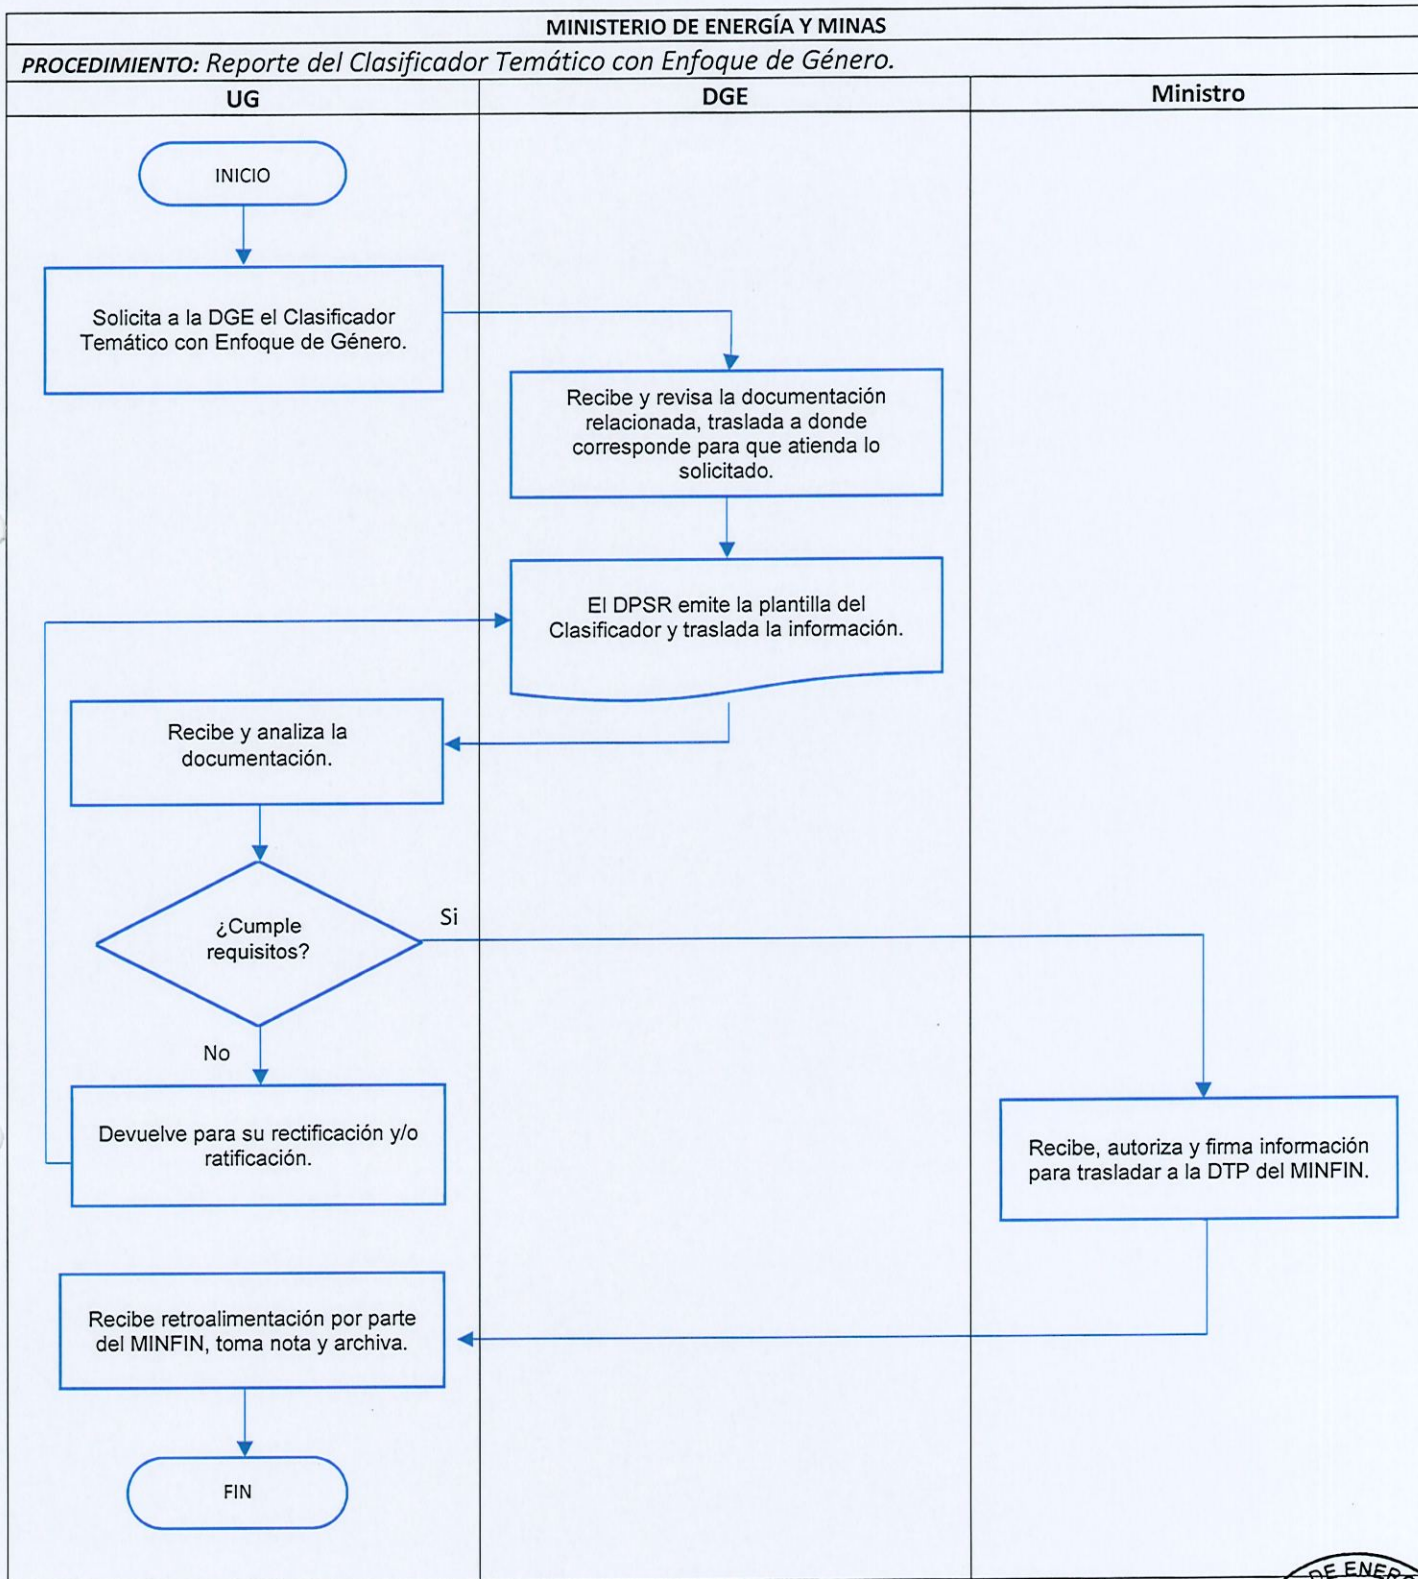 MINISTERIO DE ENERGÍA Y MINAS
PROCEDIMIENTO: Reporte del Clasificador Temático con Enfoque de Género.
UG
DGE
Ministro
INICIO
Solicita a la DGE el Clasificador
Temático con Enfoque de Género.
Recibe y revisa la documentación
relacionada, traslada a donde
corresponde para que atienda lo
solicitado.
El DPSR emite la plantilla del
Clasificador y traslada la información.
Recibe y analiza la
documentación.
¿Cumple
requisitos?
Si
No
Devuelve para su rectificación y/o
ratificación.
Recibe, autoriza y firma información
para trasladar a la DTP del MINFIN.
Recibe retroalimentación por parte
del MINFIN, toma nota y archiva.
FIN
DE ENERG